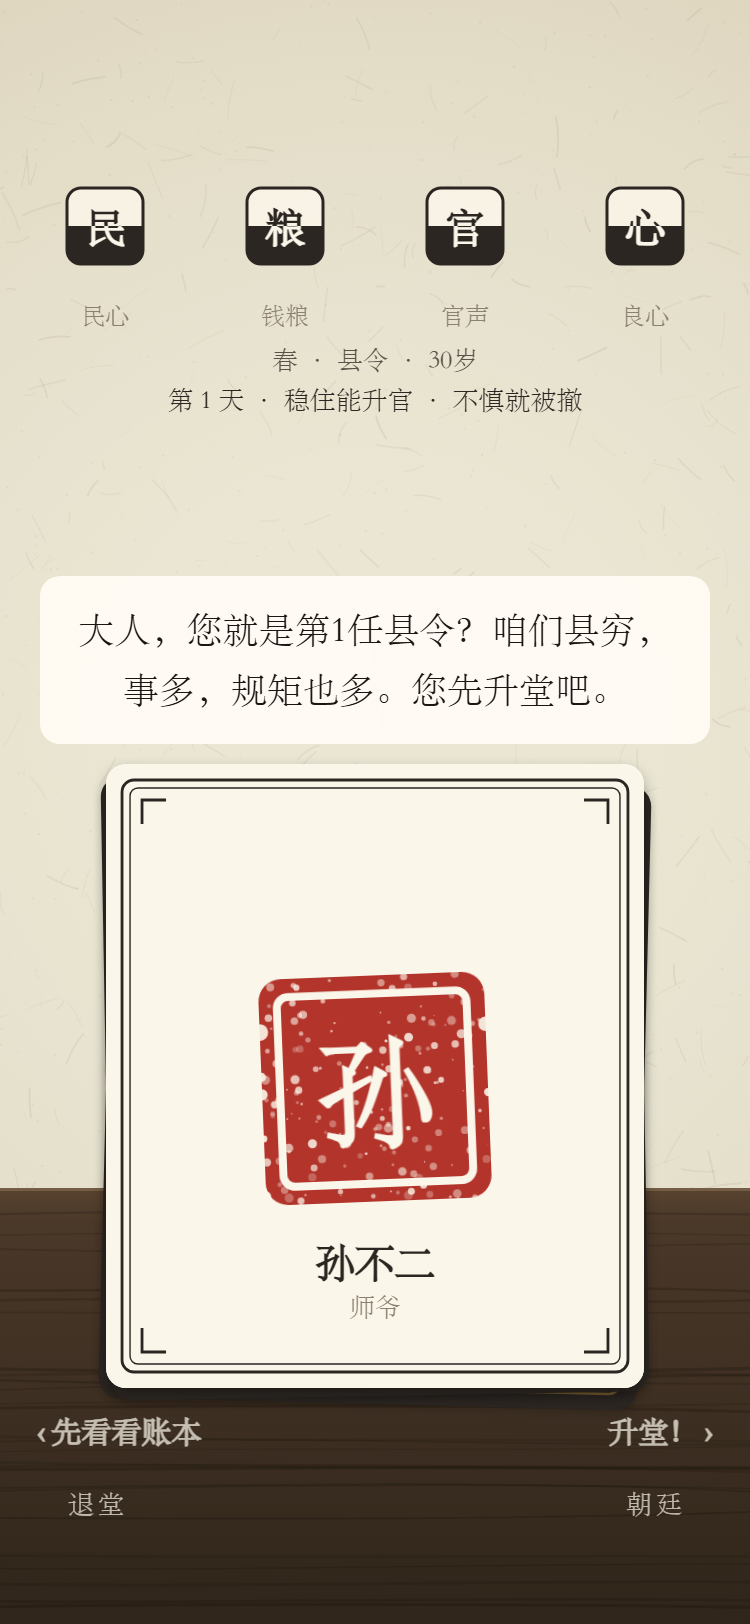 民 粮 官 心
民心 钱粮 官声 良心
春 · 县令 · 30岁
第 1 天 · 稳住能升官 · 不慎就被撤
大人，您就是第1任县令？咱们县穷，
事多，规矩也多。您先升堂吧。
孙
孙不二
师爷
‹先看看账本 升堂！ ›
退堂 朝廷